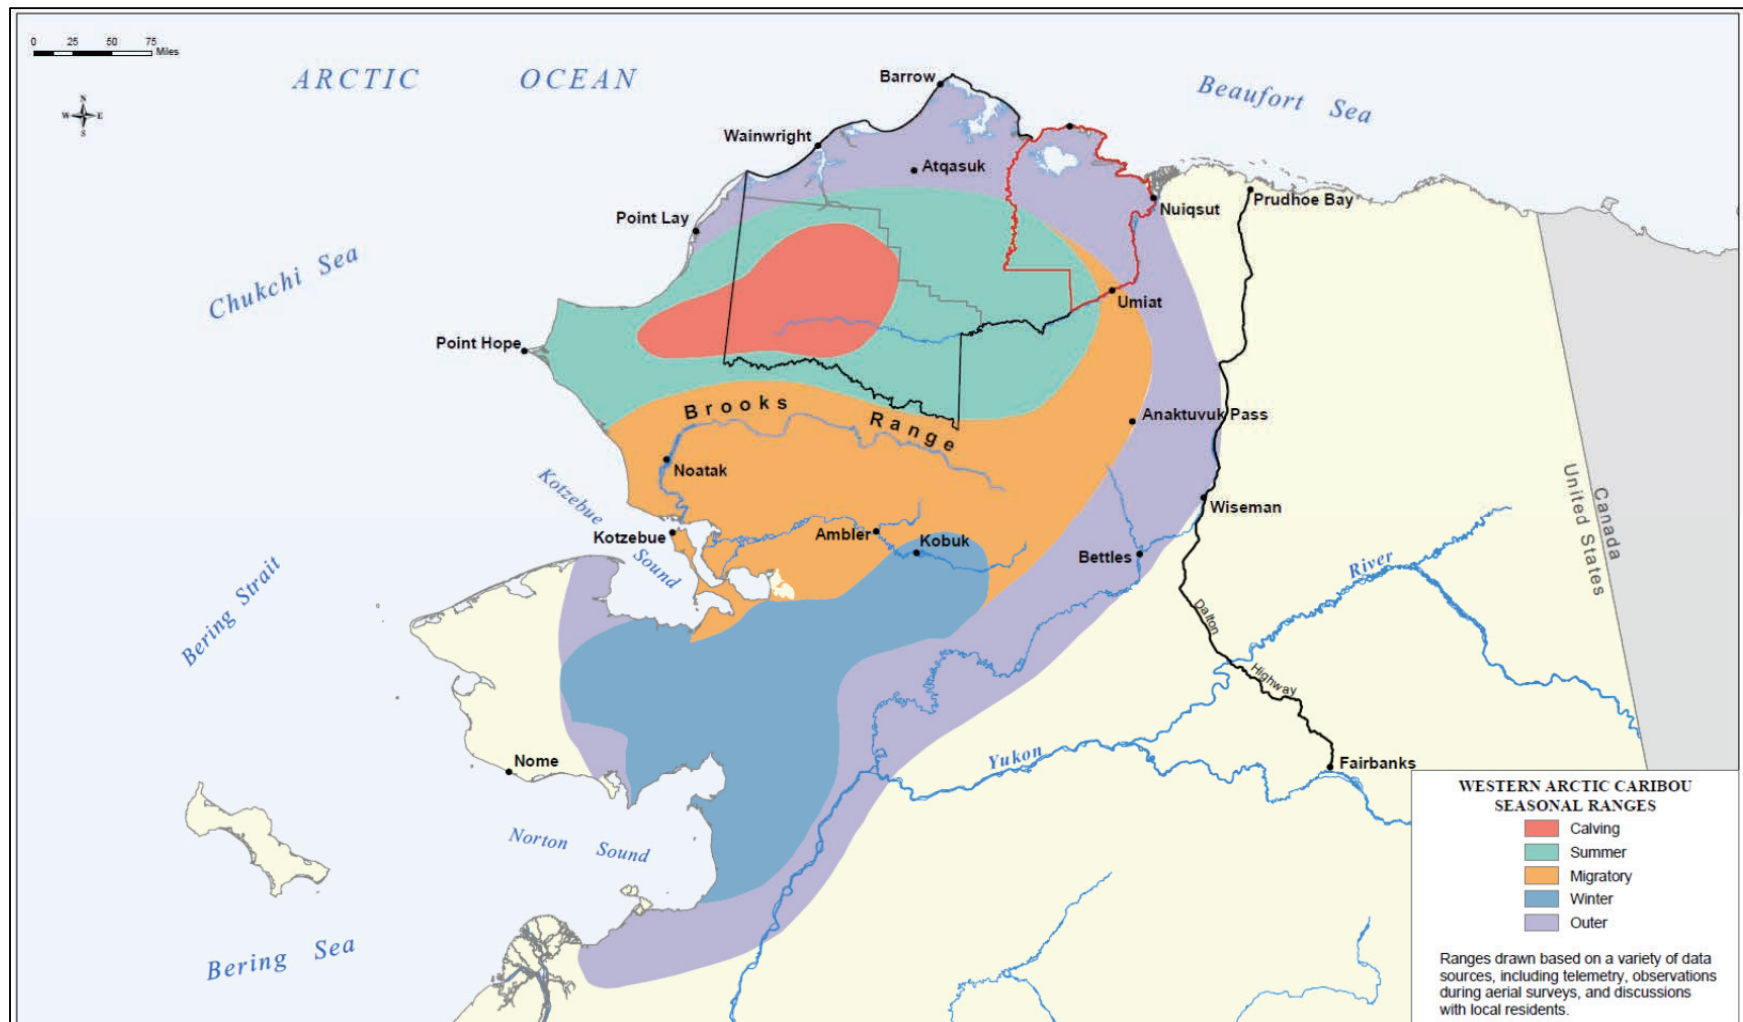 0 25 50 75
Miles
ARCTIC OCEAN
Beaufort Sea
N
W E
S
Barrow
Wainwright
Atqasuk
Point Lay
Nuiqsut
Prudhoe Bay
Chukchi Sea
Umiat
Point Hope
Brooks Range
Anaktuvuk Pass
Noatak
Kotzebue Sound
Wiseman
Canada
United States
Kotzebue
Ambler
Kobuk
Bettles
River
Bering Strait
Dalton
Highway
Yukon
Nome
Fairbanks
Norton Sound
Bering Sea
WESTERN ARCTIC CARIBOU
SEASONAL RANGES
Calving
Summer
Migratory
Winter
Outer
Ranges drawn based on a variety of data
sources, including telemetry, observations
during aerial surveys, and discussions
with local residents.